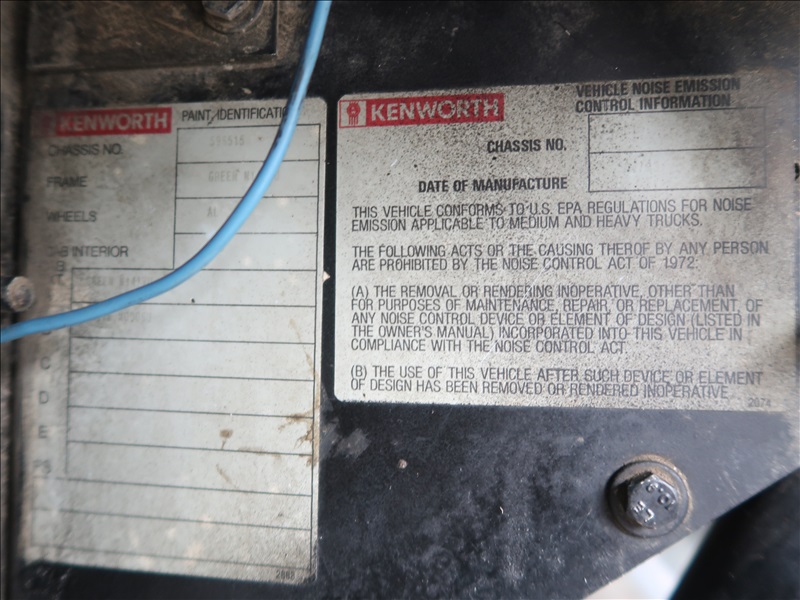 KENWORTH PAINT IDENTIFICATIO
CHASSIS NO.
FRAME GREEN
WHEELS
INTERIOR
C
D
E
KENWORTH
VEHICLE NOISE EMISSION
CONTROL INFORMATION
CHASSIS NO.
DATE OF MANUFACTURE
THIS VEHICLE CONFORMS TO U.S. EPA REGULATIONS FOR NOISE
EMISSION APPLICABLE TO MEDIUM AND HEAVY TRUCKS.
THE FOLLOWING ACTS OR THE CAUSING THEROF BY ANY PERSON
ARE PROHIBITED BY THE NOISE CONTROL ACT OF 1972:
(A) THE REMOVAL OR RENDERING INOPERATIVE, OTHER THAN
FOR PURPOSES OF MAINTENANCE, REPAIR, OR REPLACEMENT, OF
ANY NOISE CONTROL DEVICE OR ELEMENT OF DESIGN (LISTED IN
THE OWNER'S MANUAL) INCORPORATED INTO THIS VEHICLE IN
COMPLIANCE WITH THE NOISE CONTROL ACT.
(B) THE USE OF THIS VEHICLE AFTER SUCH DEVICE OR ELEMENT
OF DESIGN HAS BEEN REMOVED OR RENDERED INOPERATIVE.
2074
10.9